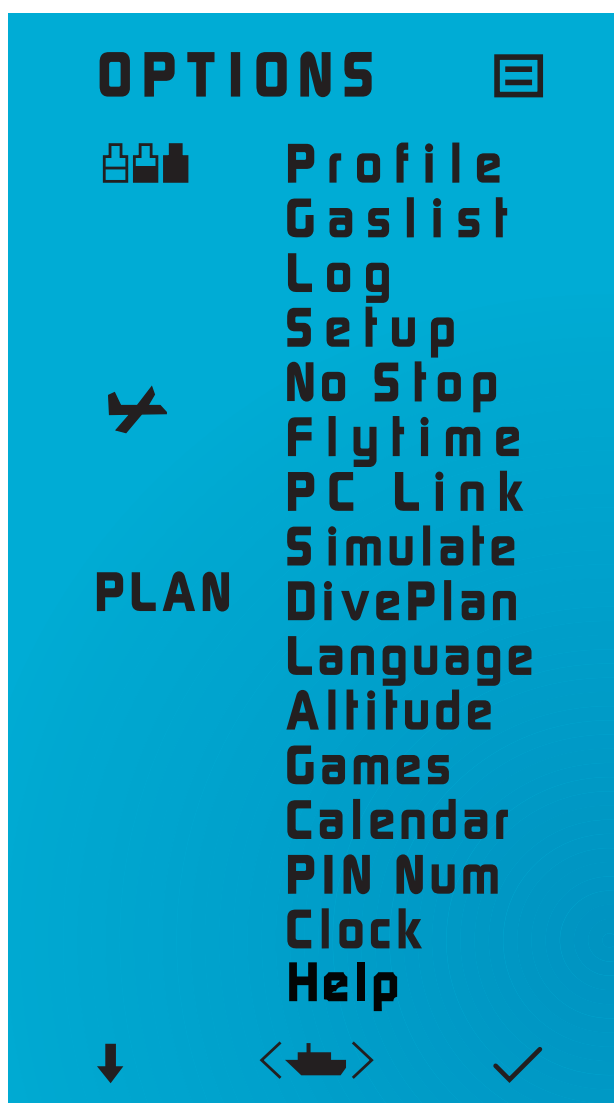 OPTIONS
Profile
Gaslist
Log
Setup
No Stop
Flytime
PC Link
Simulate
PLAN DivePlan
Language
Altitude
Games
Calendar
PIN Num
Clock
Help